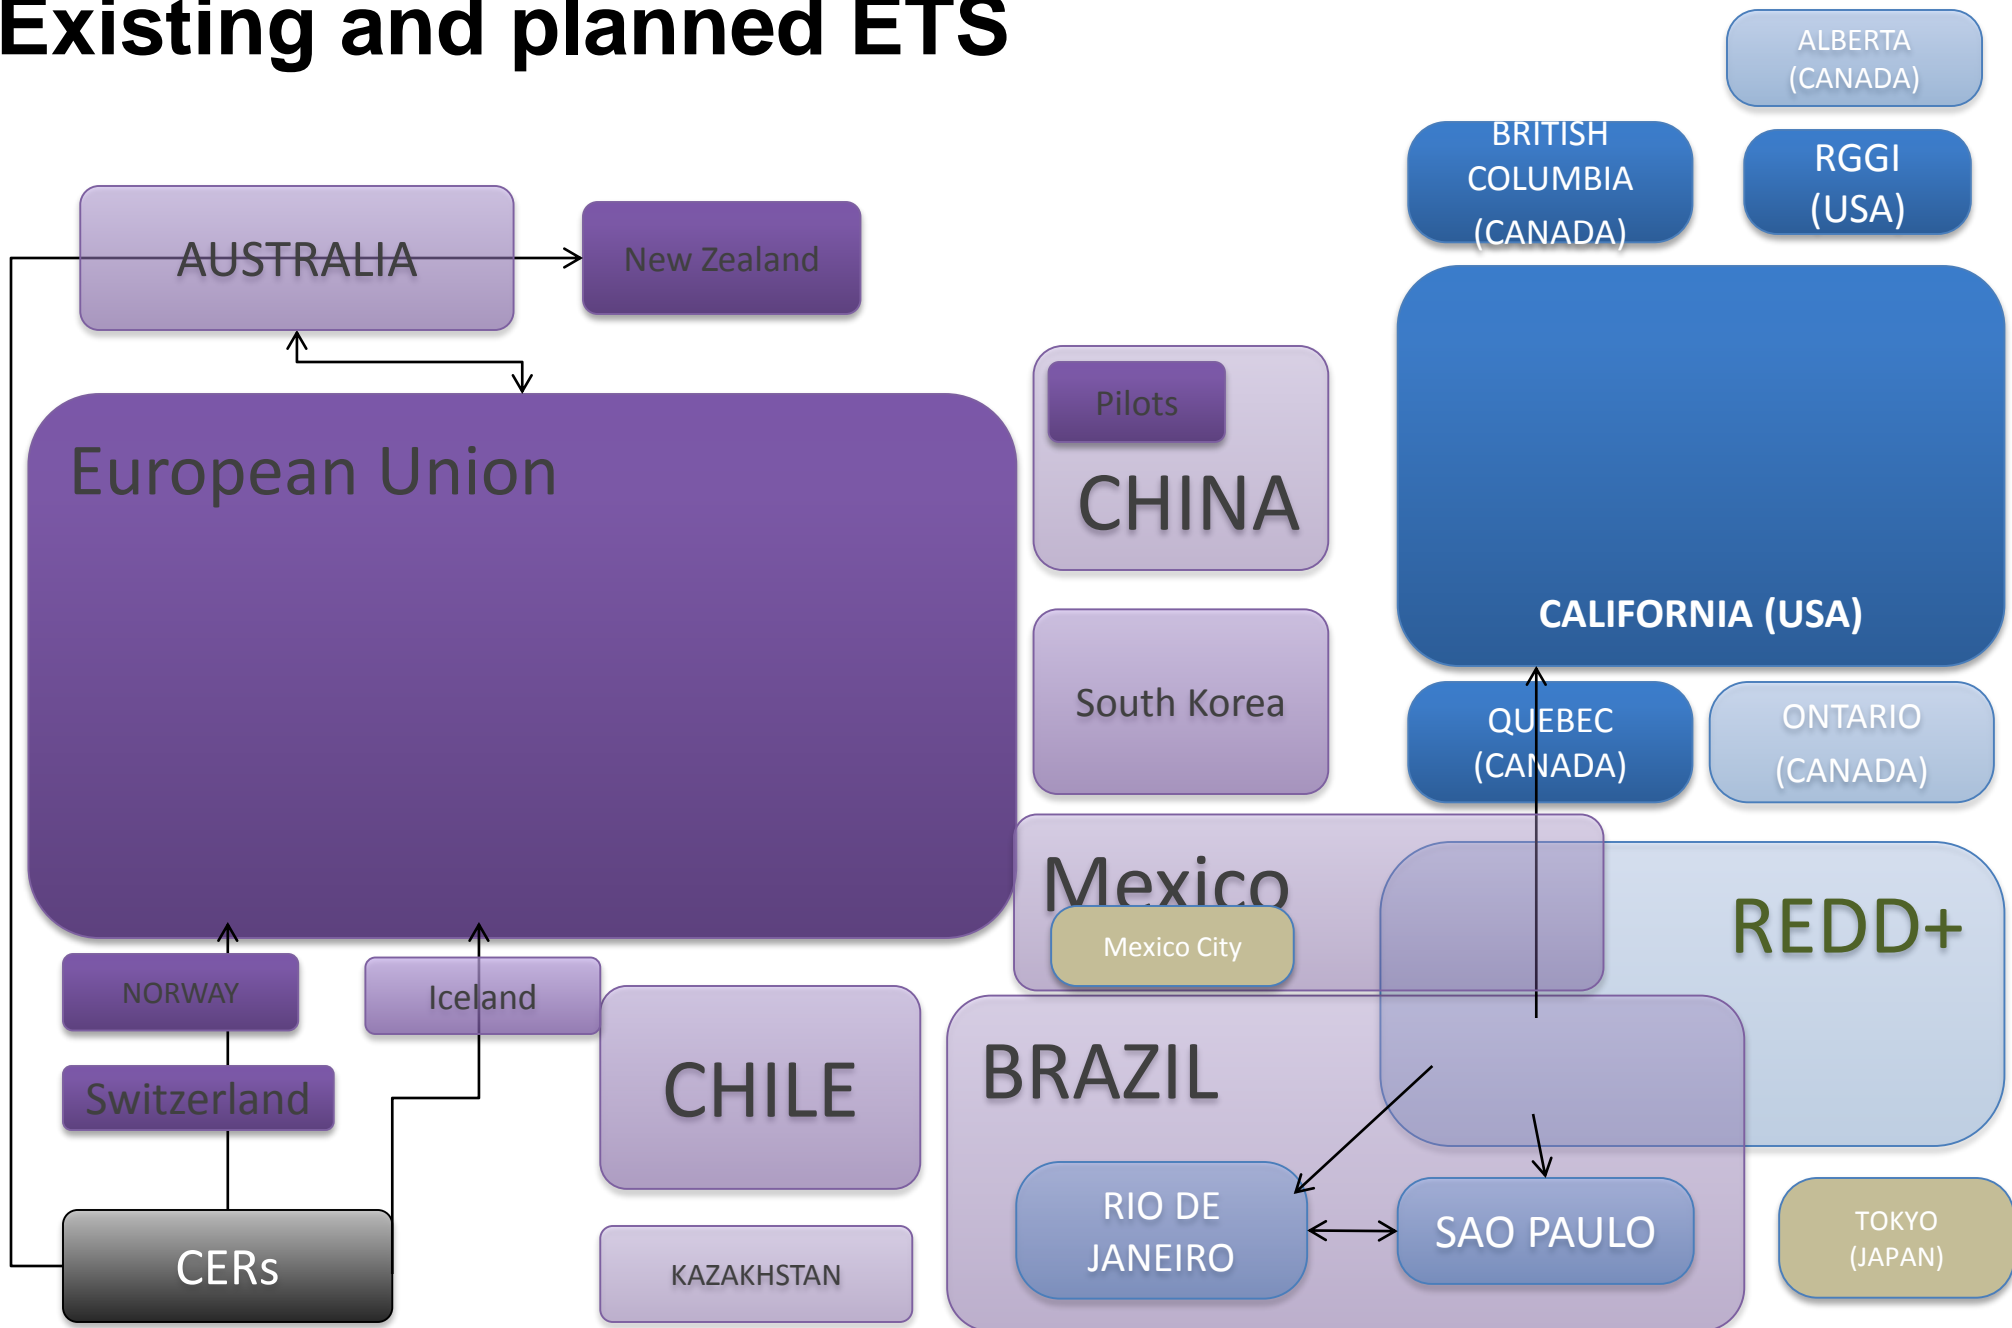 Existing and planned ETS
ALBERTA
(CANADA)
BRITISH
COLUMBIA
(CANADA)
RGGI
(USA)
AUSTRALIA
New Zealand
European Union
Pilots
CHINA
CALIFORNIA (USA)
South Korea
QUEBEC
(CANADA)
ONTARIO
(CANADA)
Mexico
Mexico City
REDD+
NORWAY
Iceland
Switzerland
CHILE
BRAZIL
CERs
KAZAKHSTAN
RIO DE
JANEIRO
SAO PAULO
TOKYO
(JAPAN)